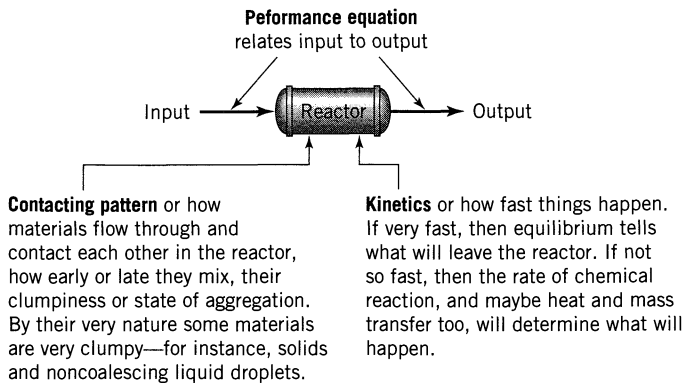 Peformance equation
relates input to output
Input
Reactor
Output
Contacting pattern or how
materials flow through and
contact each other in the reactor,
how early or late they mix, their
clumpiness or state of aggregation.
By their very nature some materials
are very clumpy—for instance, solids
and noncoalescing liquid droplets.
Kinetics or how fast things happen.
If very fast, then equilibrium tells
what will leave the reactor. If not
so fast, then the rate of chemical
reaction, and maybe heat and mass
transfer too, will determine what will
happen.